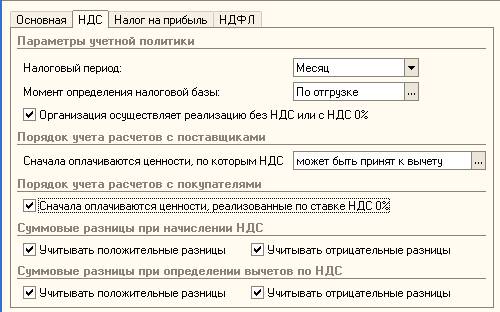 Основная НДС Налог на прибыль НДФЛ
Параметры учетной политики
Налоговый период: Месяц
Момент определения налоговой базы: По отгрузке ...
Организация осуществляет реализацию без НДС или с НДС 0%
Порядок учета расчетов с поставщиками
Сначала оплачиваются ценности, по которым НДС может быть принят к вычету ...
Порядок учета расчетов с покупателями
Сначала оплачиваются ценности, реализованные по ставке НДС 0%
Суммовые разницы при начислении НДС
Учитывать положительные разницы Учитывать отрицательные разницы
Суммовые разницы при определении вычетов по НДС
Учитывать положительные разницы Учитывать отрицательные разницы